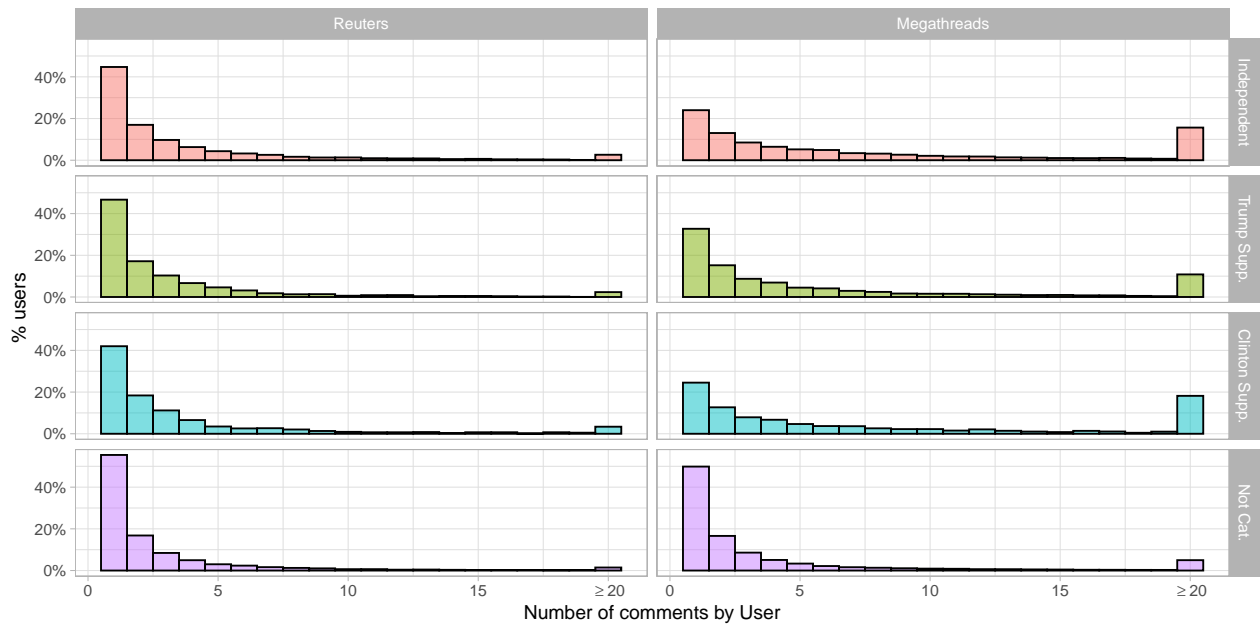 Reuters
Megathreads
40%
20%
0%
Independent
40%
20%
0%
Trump Supp.
40%
20%
0%
Clinton Supp.
40%
20%
0%
Not Cat.
% users
0 5 10 15 ≥ 20
0 5 10 15 ≥ 20
Number of comments by User